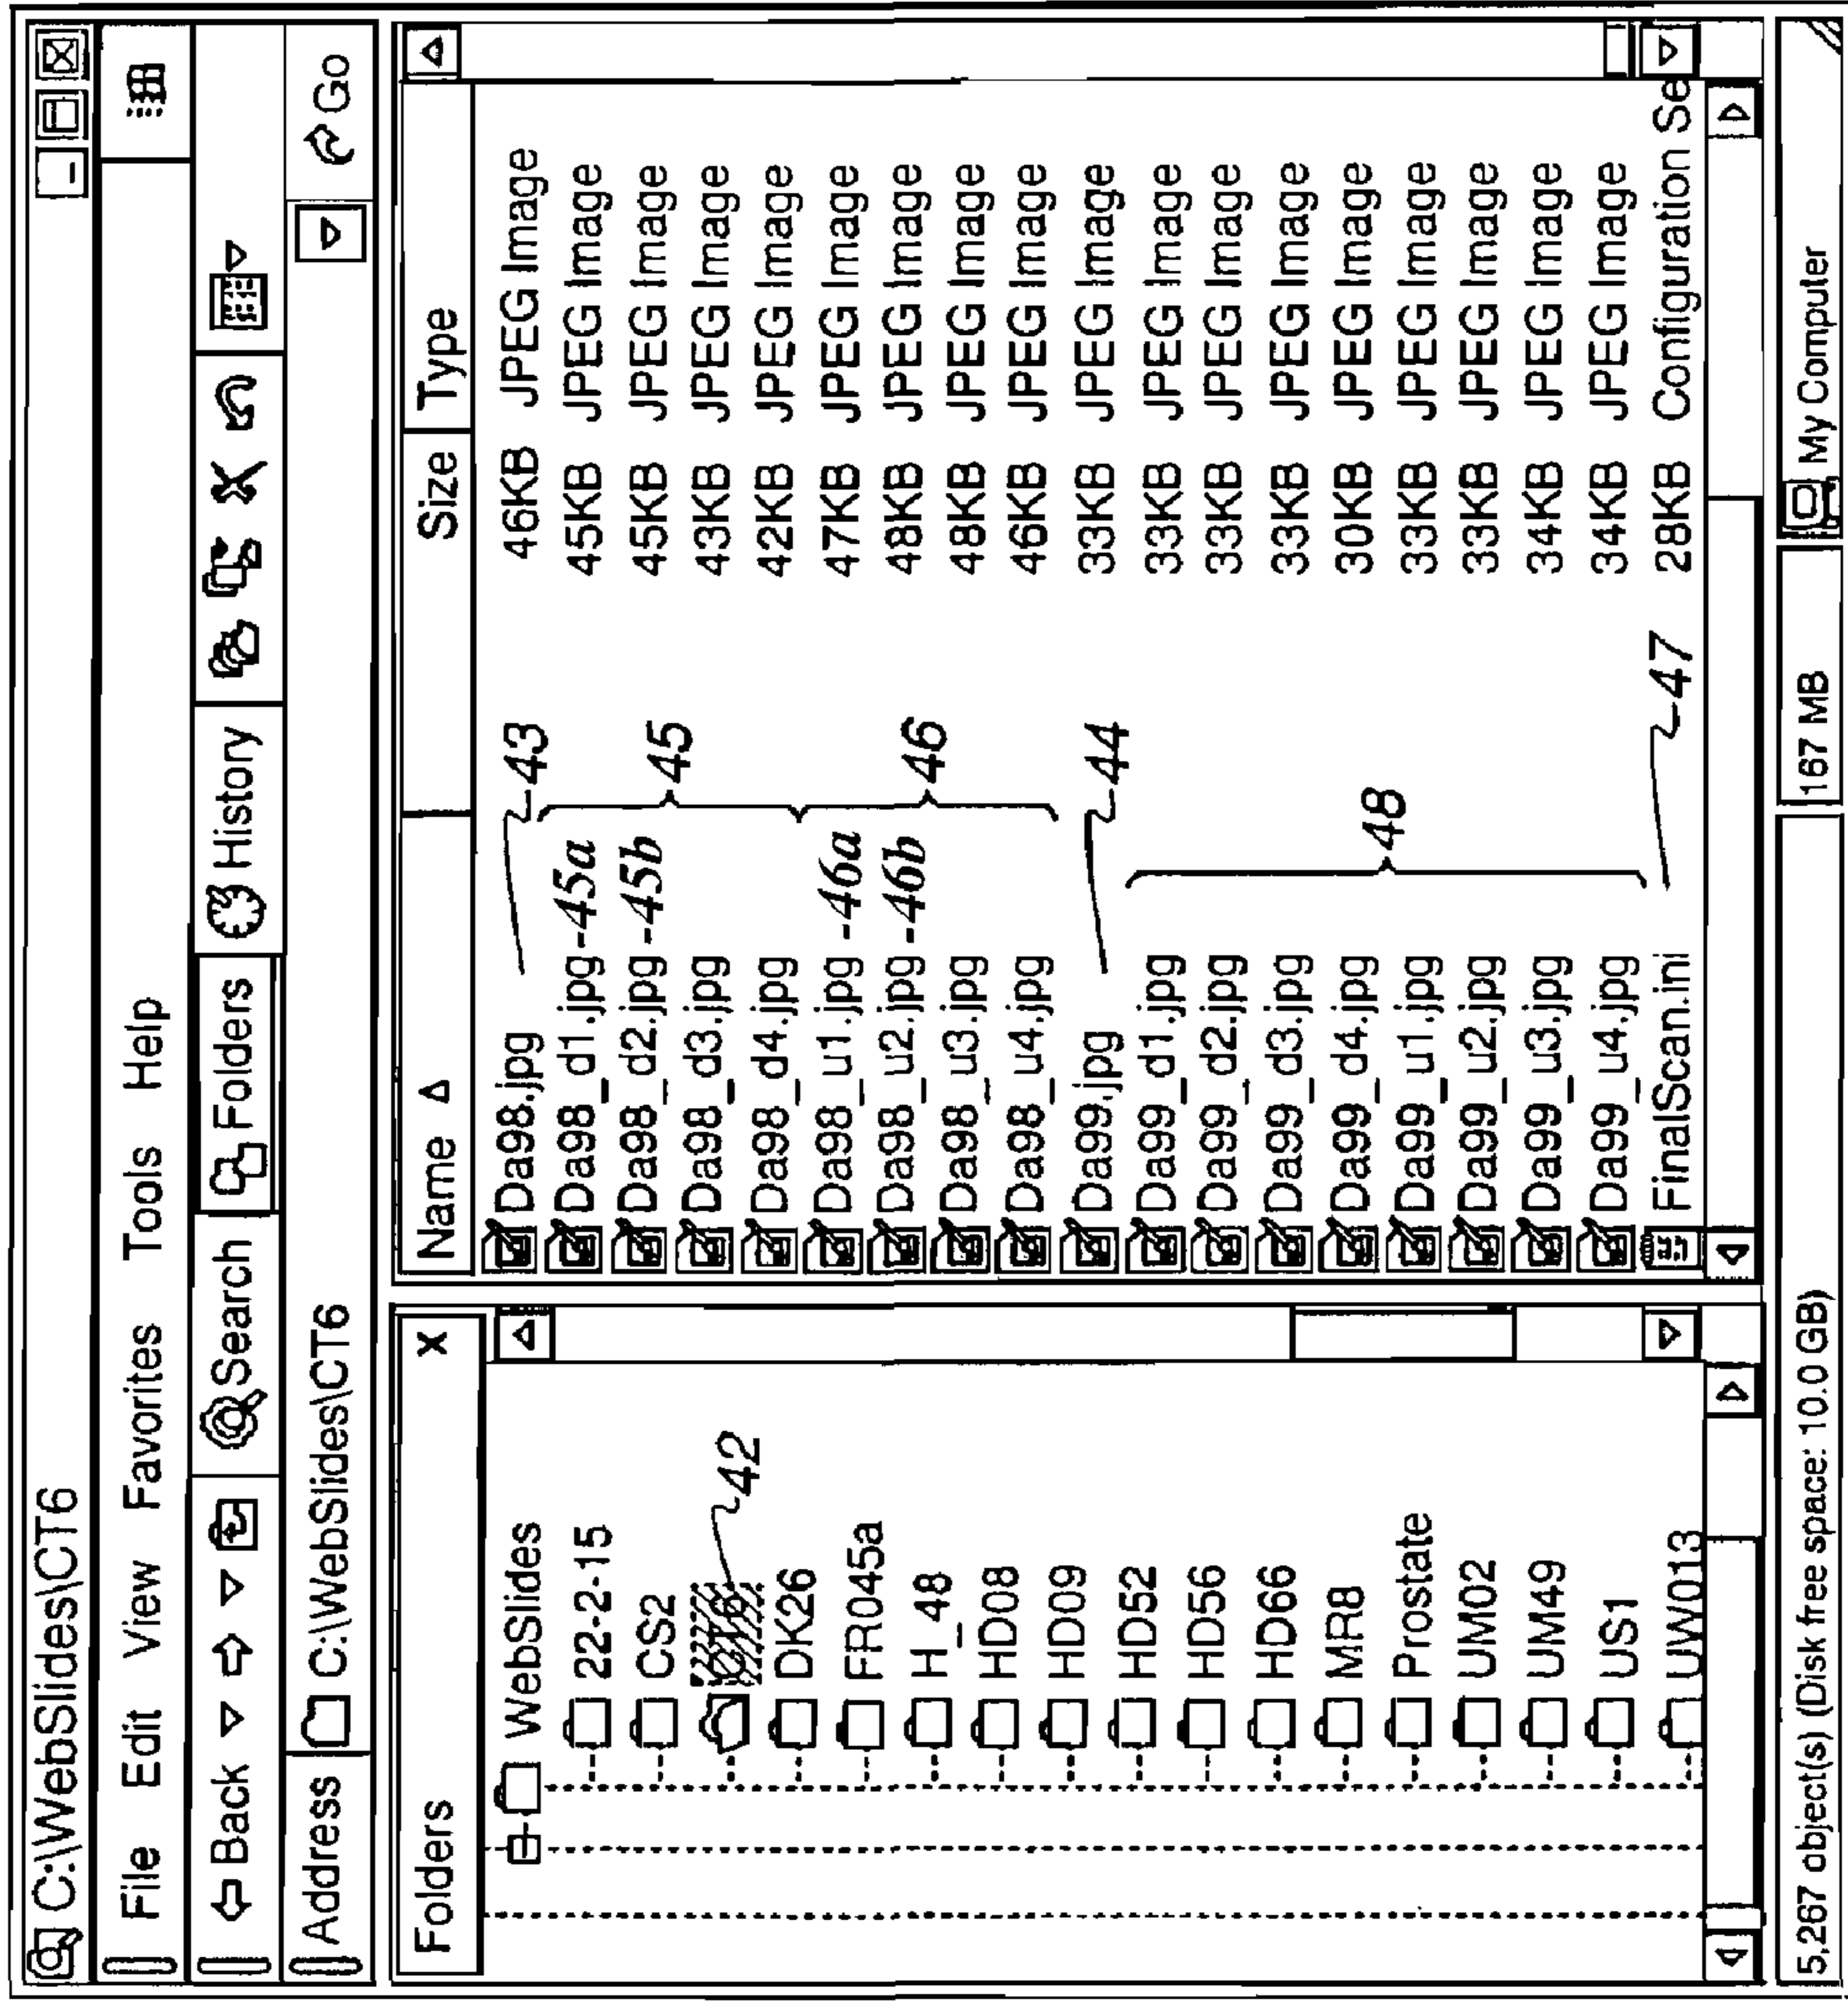 C:\WebSlides\CT6
File Edit View Favorites Tools Help
Back Search Folders History
Address C:\WebSlides\CT6 Go
Folders x
WebSlides
22-2-15
CS2
CT6 42
DK26
FR045a
H_48
HD08
HD09
HD52
HD56
HD66
MR8
Prostate
UM02
UM49
US1
UW013
Name Size Type
Da98.jpg 43 46KB JPEG Image
Da98_d1.jpg -45a 45KB JPEG Image
Da98_d2.jpg -45b 45 45KB JPEG Image
Da98_d3.jpg 43KB JPEG Image
Da98_d4.jpg 42KB JPEG Image
Da98_u1.jpg -46a 47KB JPEG Image
Da98_u2.jpg -46b 46 48KB JPEG Image
Da98_u3.jpg 48KB JPEG Image
Da98_u4.jpg 46KB JPEG Image
Da99.jpg 44 33KB JPEG Image
Da99_d1.jpg 33KB JPEG Image
Da99_d2.jpg 33KB JPEG Image
Da99_d3.jpg 33KB JPEG Image
Da99_d4.jpg 48 30KB JPEG Image
Da99_u1.jpg 33KB JPEG Image
Da99_u2.jpg 33KB JPEG Image
Da99_u3.jpg 34KB JPEG Image
Da99_u4.jpg 34KB JPEG Image
FinalScan.ini 47 28KB Configuration Se
5,267 object(s) (Disk free space: 10.0 GB) 167 MB My Computer